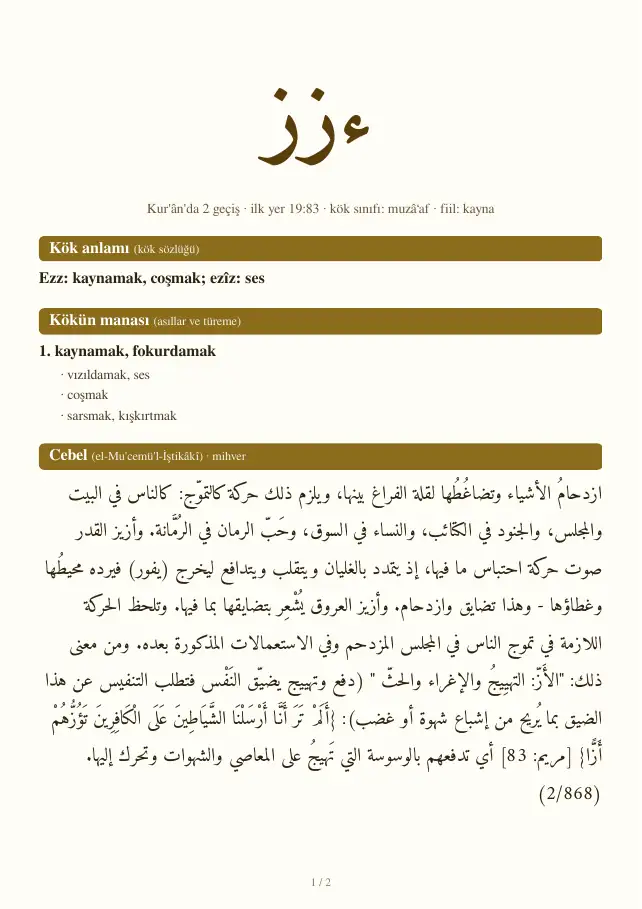 ءزز
Kur'ân'da 2 geçiş · ilk yer 19:83 · kök sınıfı: muzâaf · fiil: kayna
Kök anlamı (kök sözlüğü)
Ezz: kaynamak, coşmak; ezîz: ses
Kökün manası (asıllar ve türeme)
1. kaynamak, fokurdamak
· vızıldamak, ses
· coşmak
· sarsmak, kışkırtmak
Cebel (el-Mu'cemü'l-İştikâkî) · mihver
ازدحامُ الأشياء وتضاغُطُها لقلة الفراغ بينها، ويلزم ذلك حركة كالتموّج: كالناس في البيت
والمجلس، والجنود في الكتائب، والنساء في السوق، وحَبّ الرمان في الرُمَّانة. وأزيز القدر
صوت حركة احتباس ما فيها، إذ يتمدد بالغليان ويتقلب ويتدافع ليخرج (يفور) فيرده محيطُها
وغطاؤها - وهذا تضايق وازدحام. وأزيز العروق يُشْعِر بتضايقها بما فيها. وتلحظ الحركة
اللازمة في تموج الناس في المجلس المزدحم وفي الاستعمالات المذكورة بعده. ومن معنى
ذلك: "الأَزّ: التهييجُ والإغراء والحثّ " (دفع وتهييج يضيّق النَفْس فتطلب التنفيس عن هذا
الضيق بما يُريح من إشباع شهوة أو غضب): {أَلَمْ تَرَ أَنَّا أَرْسَلْنَا الشَّيَاطِينَ عَلَى الْكَافِرِينَ تَؤُزُّهُمْ
أَزًّا} [مريم: 83] أي تدفعهم بالوسوسة التي تَهيجُ على المعاصي والشهوات وتحرك إليها.
(2/868)
1 / 2